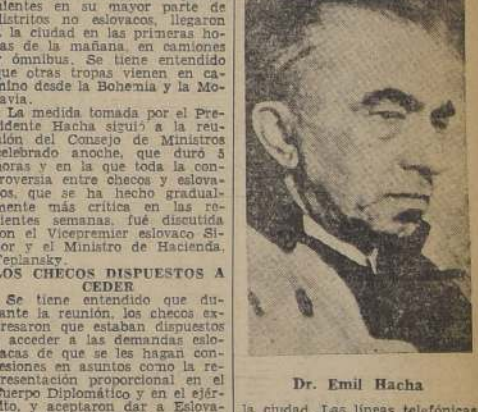 en su mayor parte de
distritos no eslovacos, llegaron
la ciudad en las primeras ho-
as de la mañana, en camiones
ómnibus. Se tiene entendido
ue otras tropas vienen en ca-
mino desde la Bohemia y la Mo-
avia.
La medida tomada por el Pre-
idente Hacha siguió a la reu-
ión del Consejo de Ministros
celebrado anoche, que duró 5
horas y en la que toda la con-
roversia entre checos y eslova-
os, que se ha hecho gradual-
mente más crítica en las re-
ientes semanas, fué discutida
on el Vicepremier eslovaco Si-
or y el Ministro de Hacienda,
Teplansky.
LOS CHECOS DISPUESTOS A
CEDER
Se tiene entendido que du-
ante la reunión, los checos ex-
resaron que estaban dispuestos
acceder a las demandas eslo-
acas de que se les hagan con-
esiones en asuntos como la re-
resentación proporcional en el
uerpo Diplomático y en el ejér-
ito, y aceptaron dar a Eslova-
Dr. Emil Hacha
la ciudad. Las líneas telefónicas